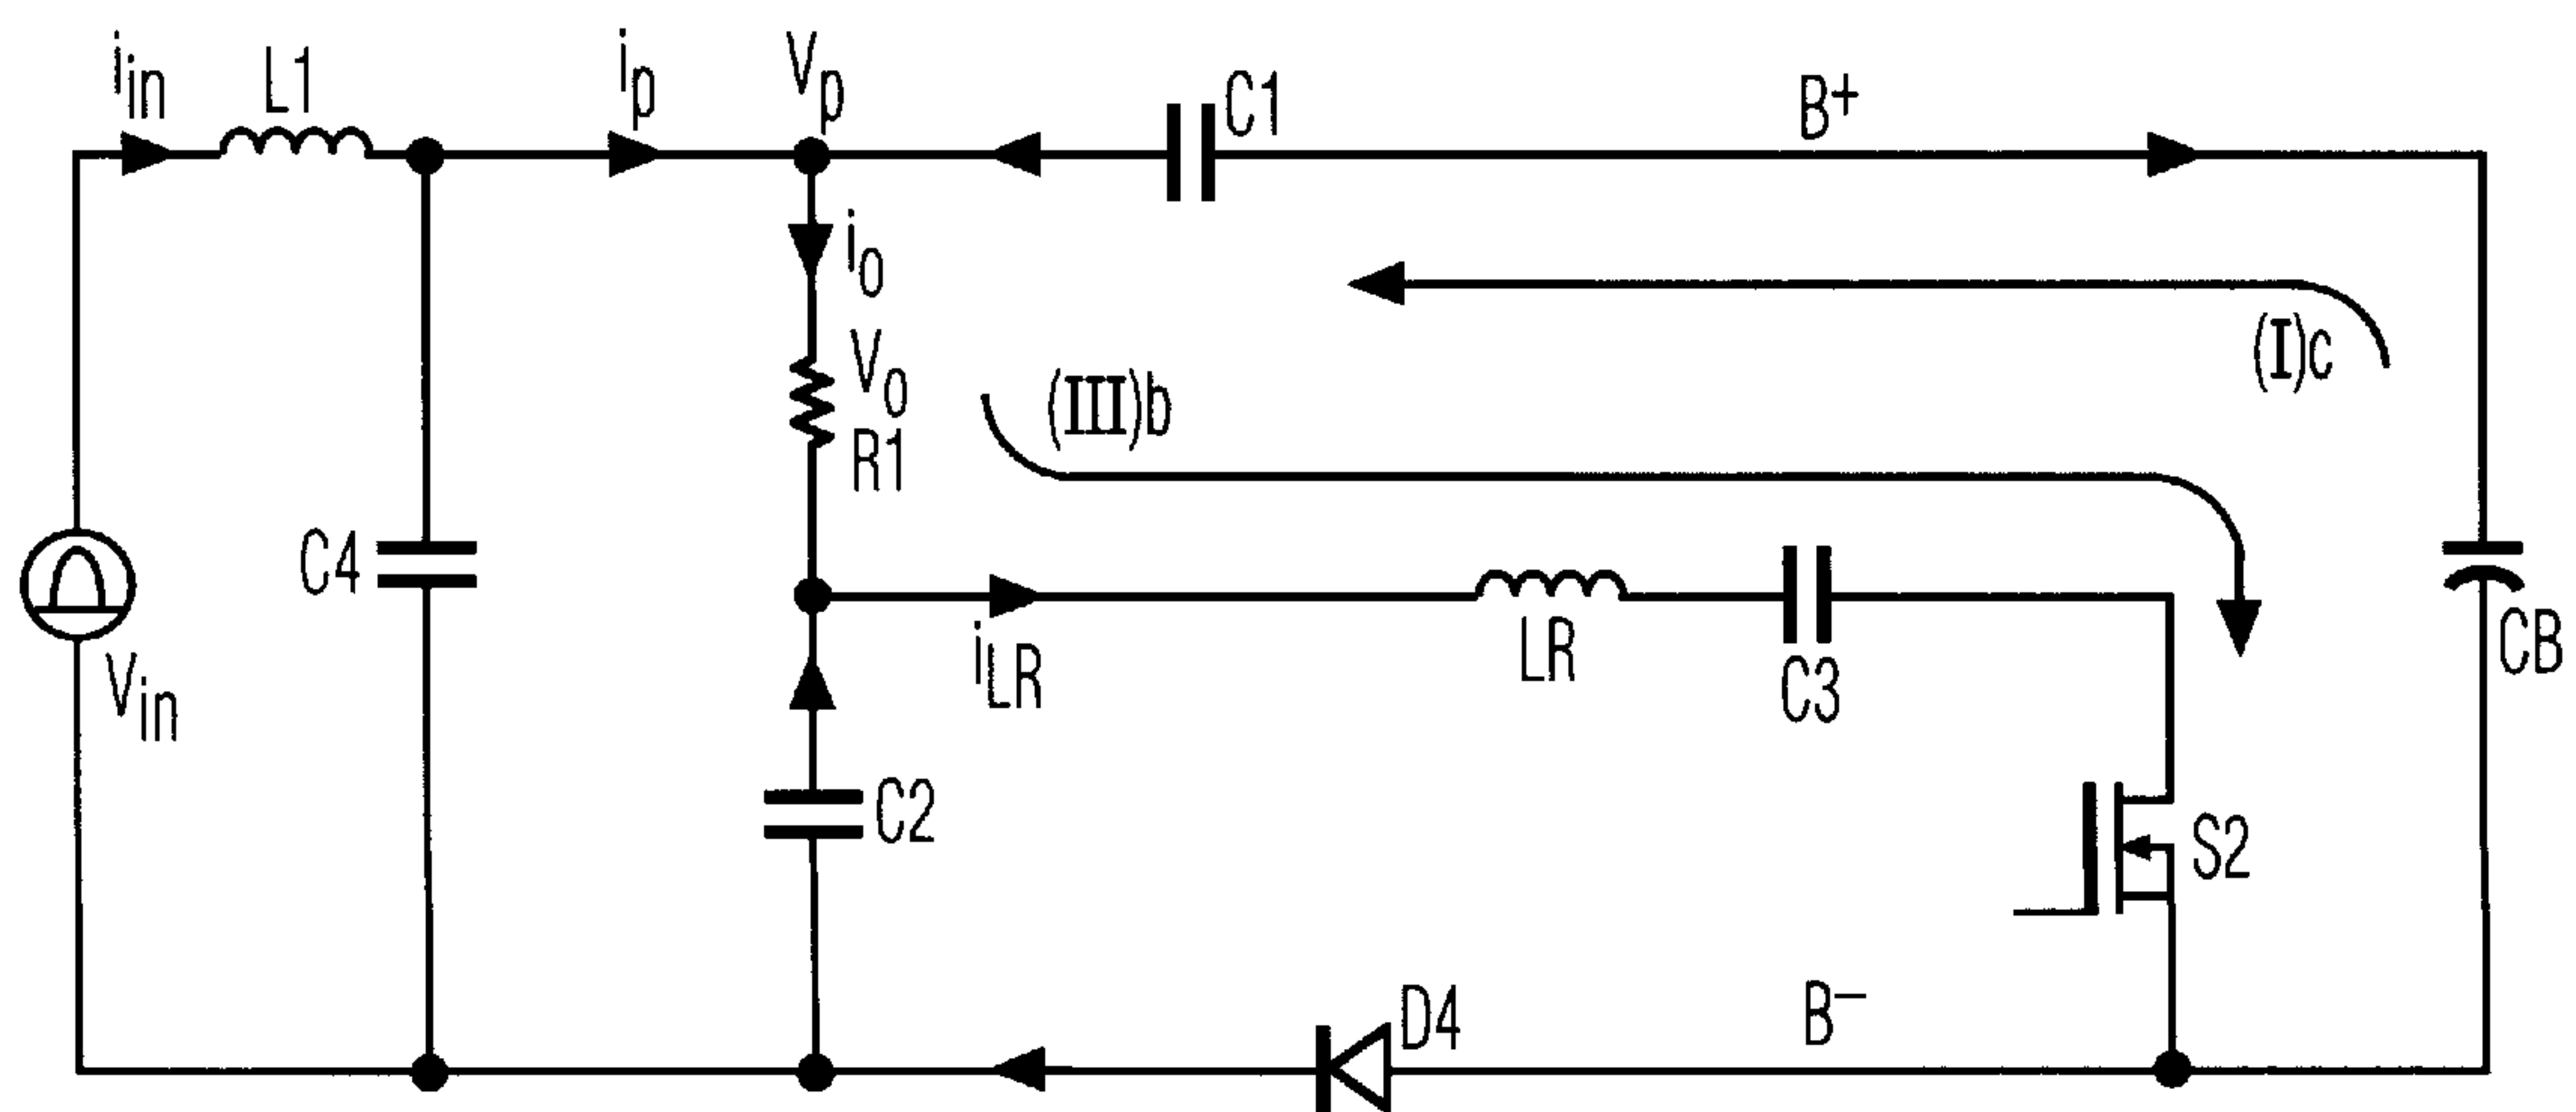 i_in
L1
i_p
V_p
C1
B+
i_o
V_o
R1
(III)b
(I)c
C4
V_in
i_LR
LR
C3
CB
C2
S2
D4
B−